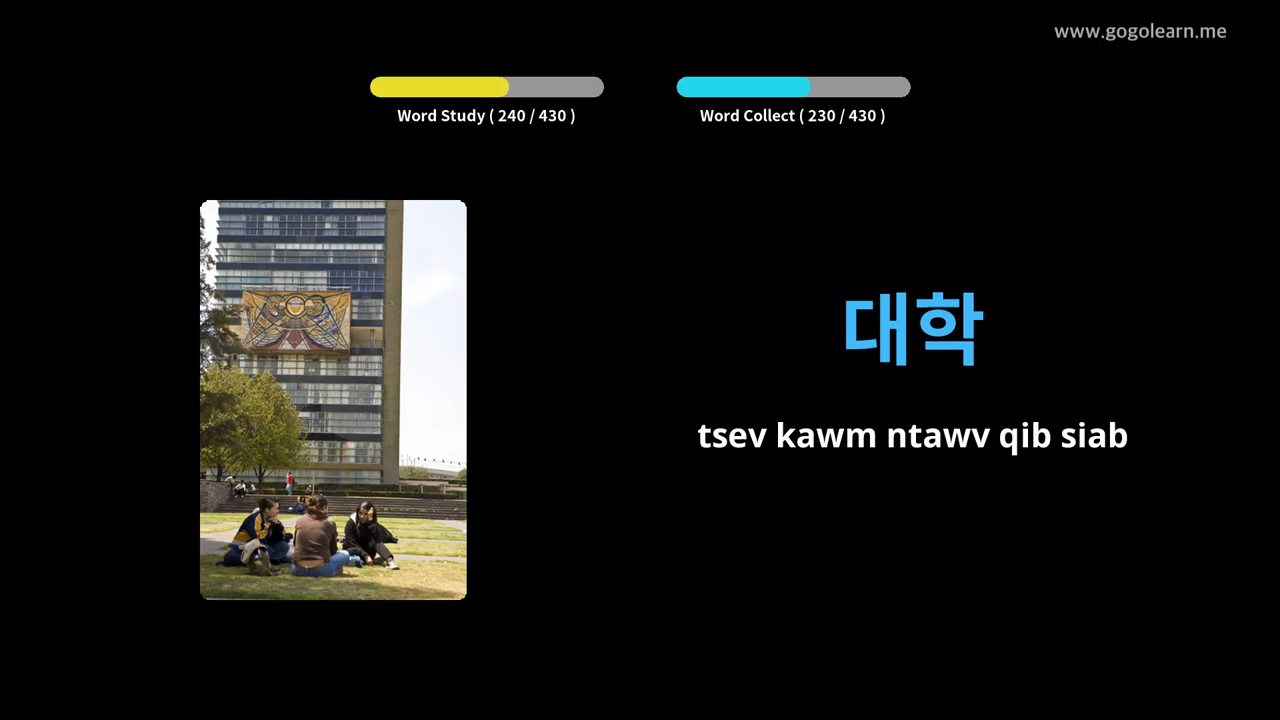 www.gogolearn.me
Word Study ( 240 / 430 )
Word Collect ( 230 / 430 )
대학
tsev kawm ntawv qib siab